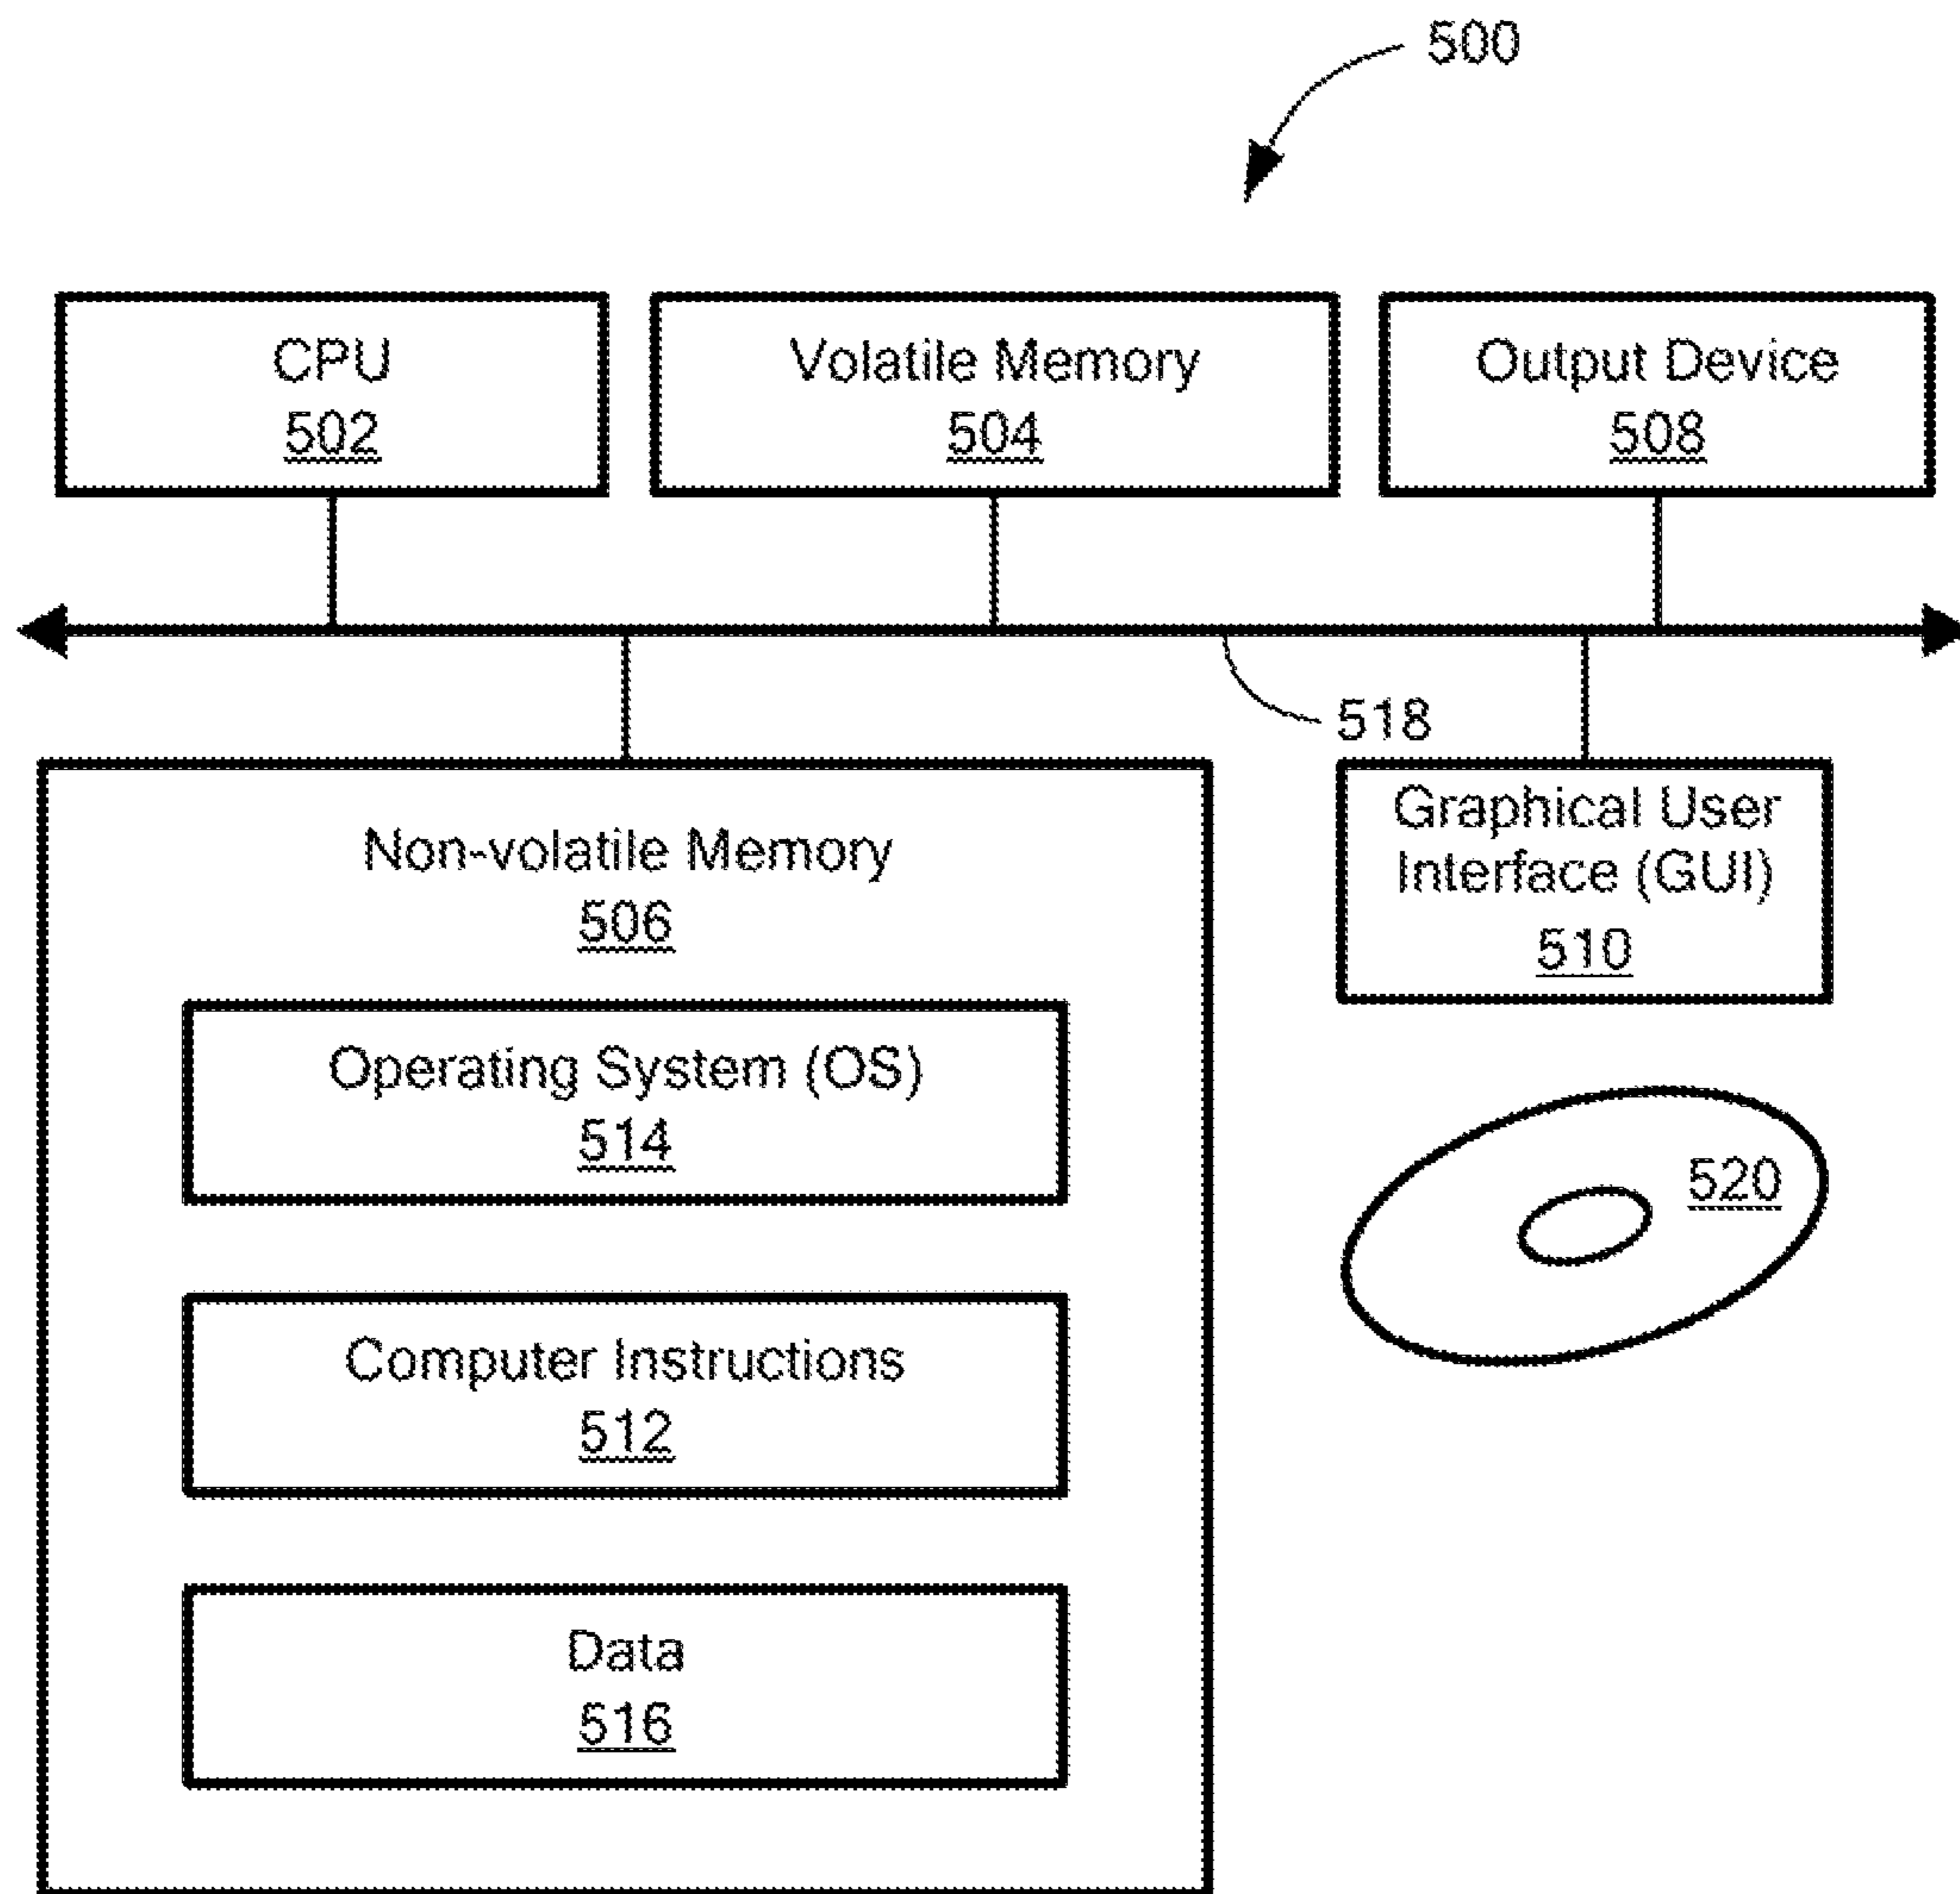 500
CPU
502
Volatile Memory
504
Output Device
508
518
Non-volatile Memory
506
Graphical User
Interface (GUI)
510
Operating System (OS)
514
520
Computer Instructions
512
Data
516